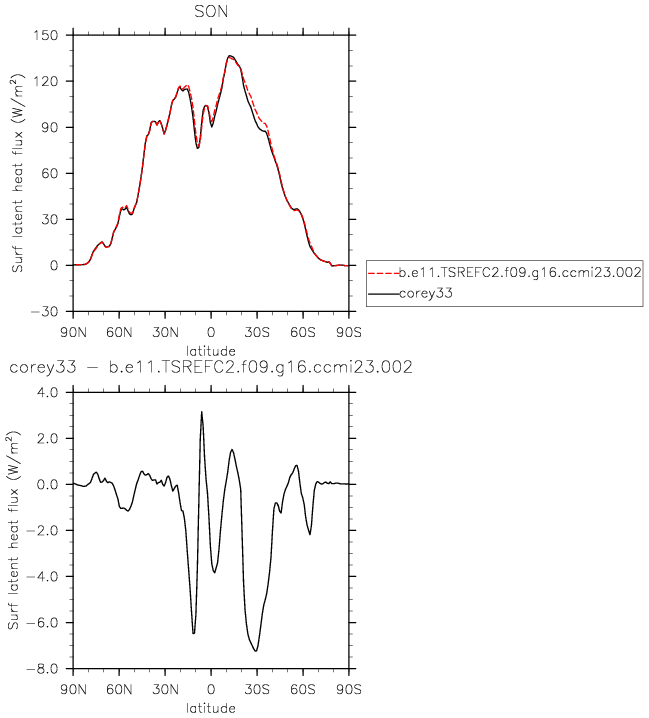 SON
Surf latent heat flux (W/m²)
150
120
90
60
30
0
−30
90N 60N 30N 0 30S 60S 90S
latitude
b.e11.TSREFC2.f09.g16.ccmi23.002
corey33
corey33 − b.e11.TSREFC2.f09.g16.ccmi23.002
Surf latent heat flux (W/m²)
4.0
2.0
0.0
−2.0
−4.0
−6.0
−8.0
90N 60N 30N 0 30S 60S 90S
latitude